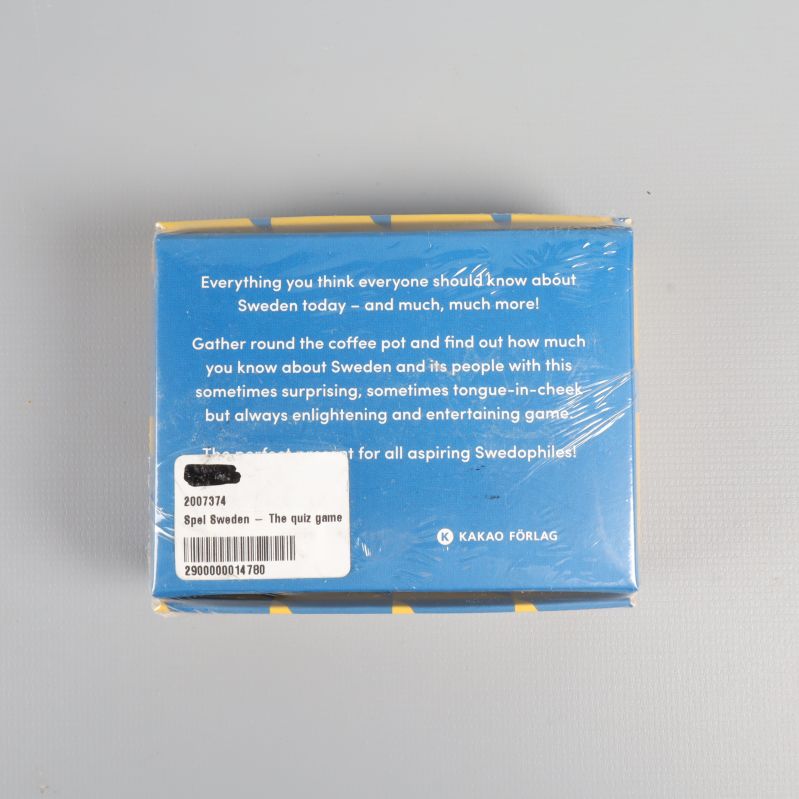 Everything you think everyone should know about
Sweden today – and much, much more!
Gather round the coffee pot and find out how much
you know about Sweden and its people with this
sometimes surprising, sometimes tongue-in-cheek
but always enlightening and entertaining game.
The perfect present for all aspiring Swedophiles!
2007374
Spel Sweden – The quiz game
2900000014780
K KAKAO FÖRLAG